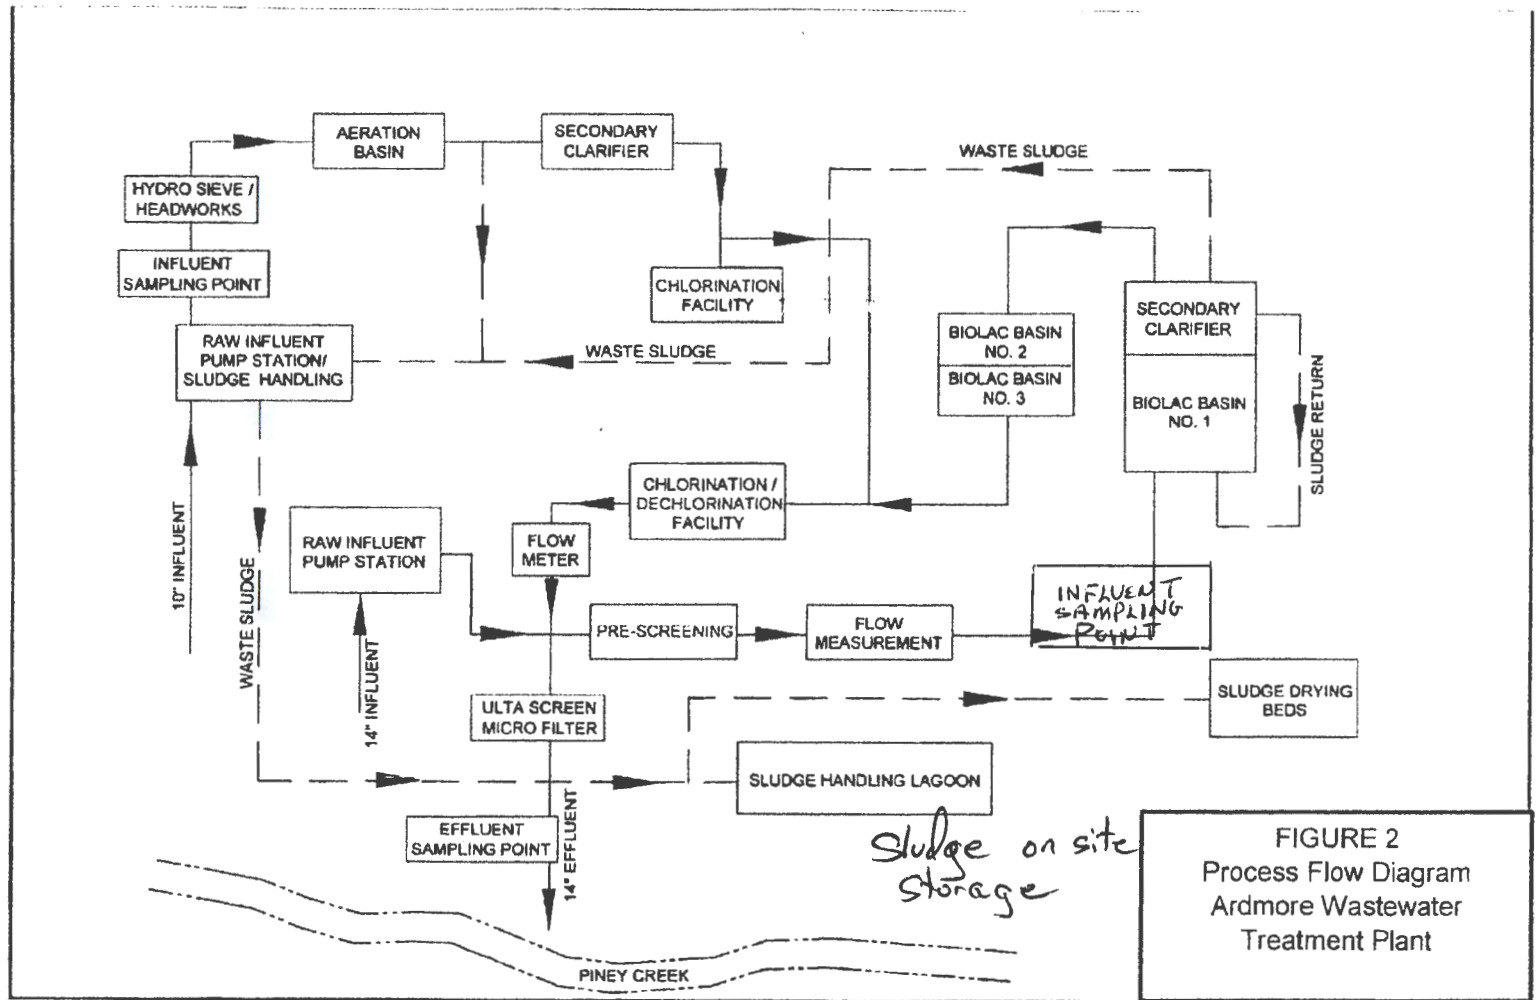 AERATION
BASIN
SECONDARY
CLARIFIER
WASTE SLUDGE
HYDRO SIEVE /
HEADWORKS
INFLUENT
SAMPLING POINT
CHLORINATION
FACILITY
SECONDARY
CLARIFIER
BIOLAC BASIN
NO. 1
BIOLAC BASIN
NO. 2
BIOLAC BASIN
NO. 3
RAW INFLUENT
PUMP STATION/
SLUDGE HANDLING
WASTE SLUDGE
SLUDGE RETURN
CHLORINATION /
DECHLORINATION
FACILITY
10" INFLUENT
WASTE SLUDGE
RAW INFLUENT
PUMP STATION
FLOW
METER
14" INFLUENT
PRE-SCREENING
FLOW
MEASUREMENT
INFLUENT
SAMPLING
POINT
ULTA SCREEN
MICRO FILTER
SLUDGE DRYING
BEDS
SLUDGE HANDLING LAGOON
EFFLUENT
SAMPLING POINT
14" EFFLUENT
Sludge on site
storage
PINEY CREEK
FIGURE 2
Process Flow Diagram
Ardmore Wastewater
Treatment Plant